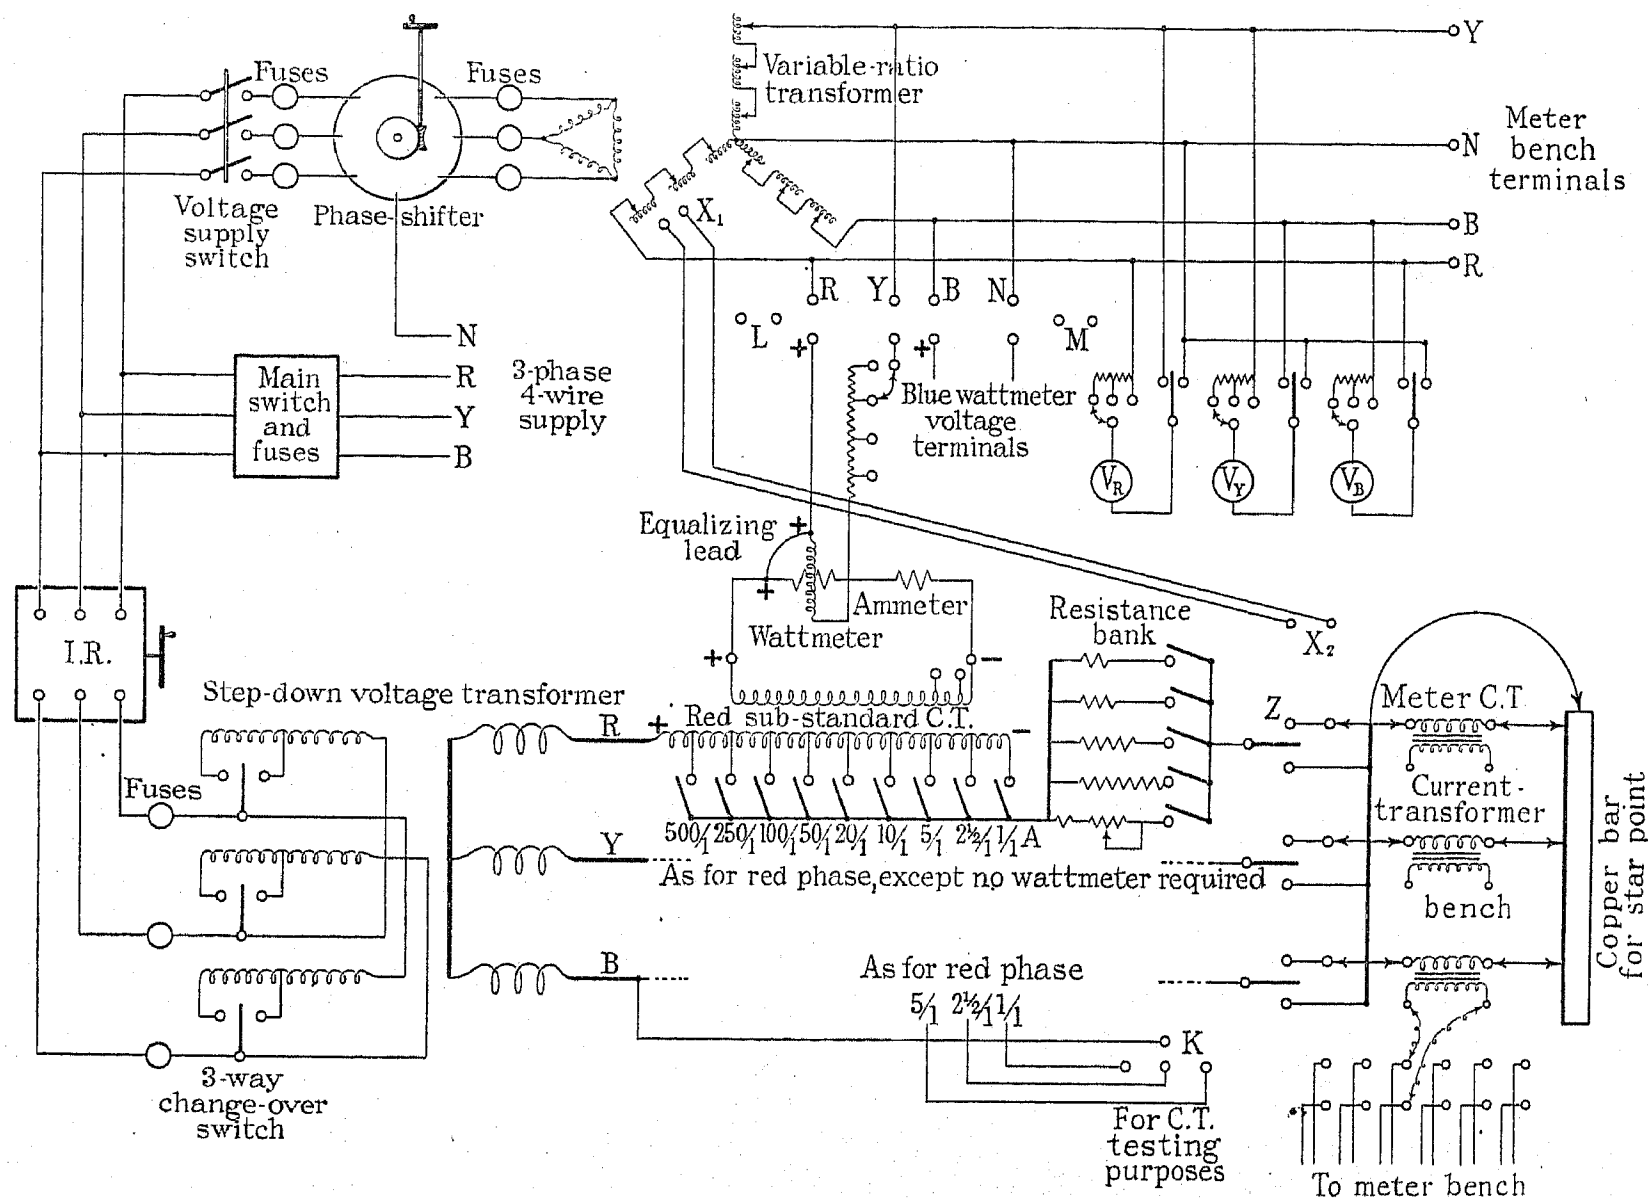 Fuses
Fuses
Variable-ratio
transformer
Y
N
B
R
Meter
bench
terminals
Voltage
supply
switch
Phase-shifter
X₁
R Y B N
L
M
+
+
N
R
Y
B
3-phase
4-wire
supply
Main
switch
and
fuses
Blue wattmeter
voltage
terminals
V_R
V_Y
V_B
Equalizing
lead
+
+
Ammeter
Wattmeter
+
−
Resistance
bank
X₂
I.R.
Step-down voltage transformer
R
+
Red sub-standard C.T.
−
Z
Meter C.T
Current-
transformer
bench
Fuses
500/1 250/1 100/1 50/1 20/1 10/1 5/1 2½/1 1/1 A
Y
As for red phase, except no wattmeter required
B
As for red phase
5/1 2½/1 1/1
K
Copper bar
for star point
3-way
change-over
switch
For C.T.
testing
purposes
To meter bench